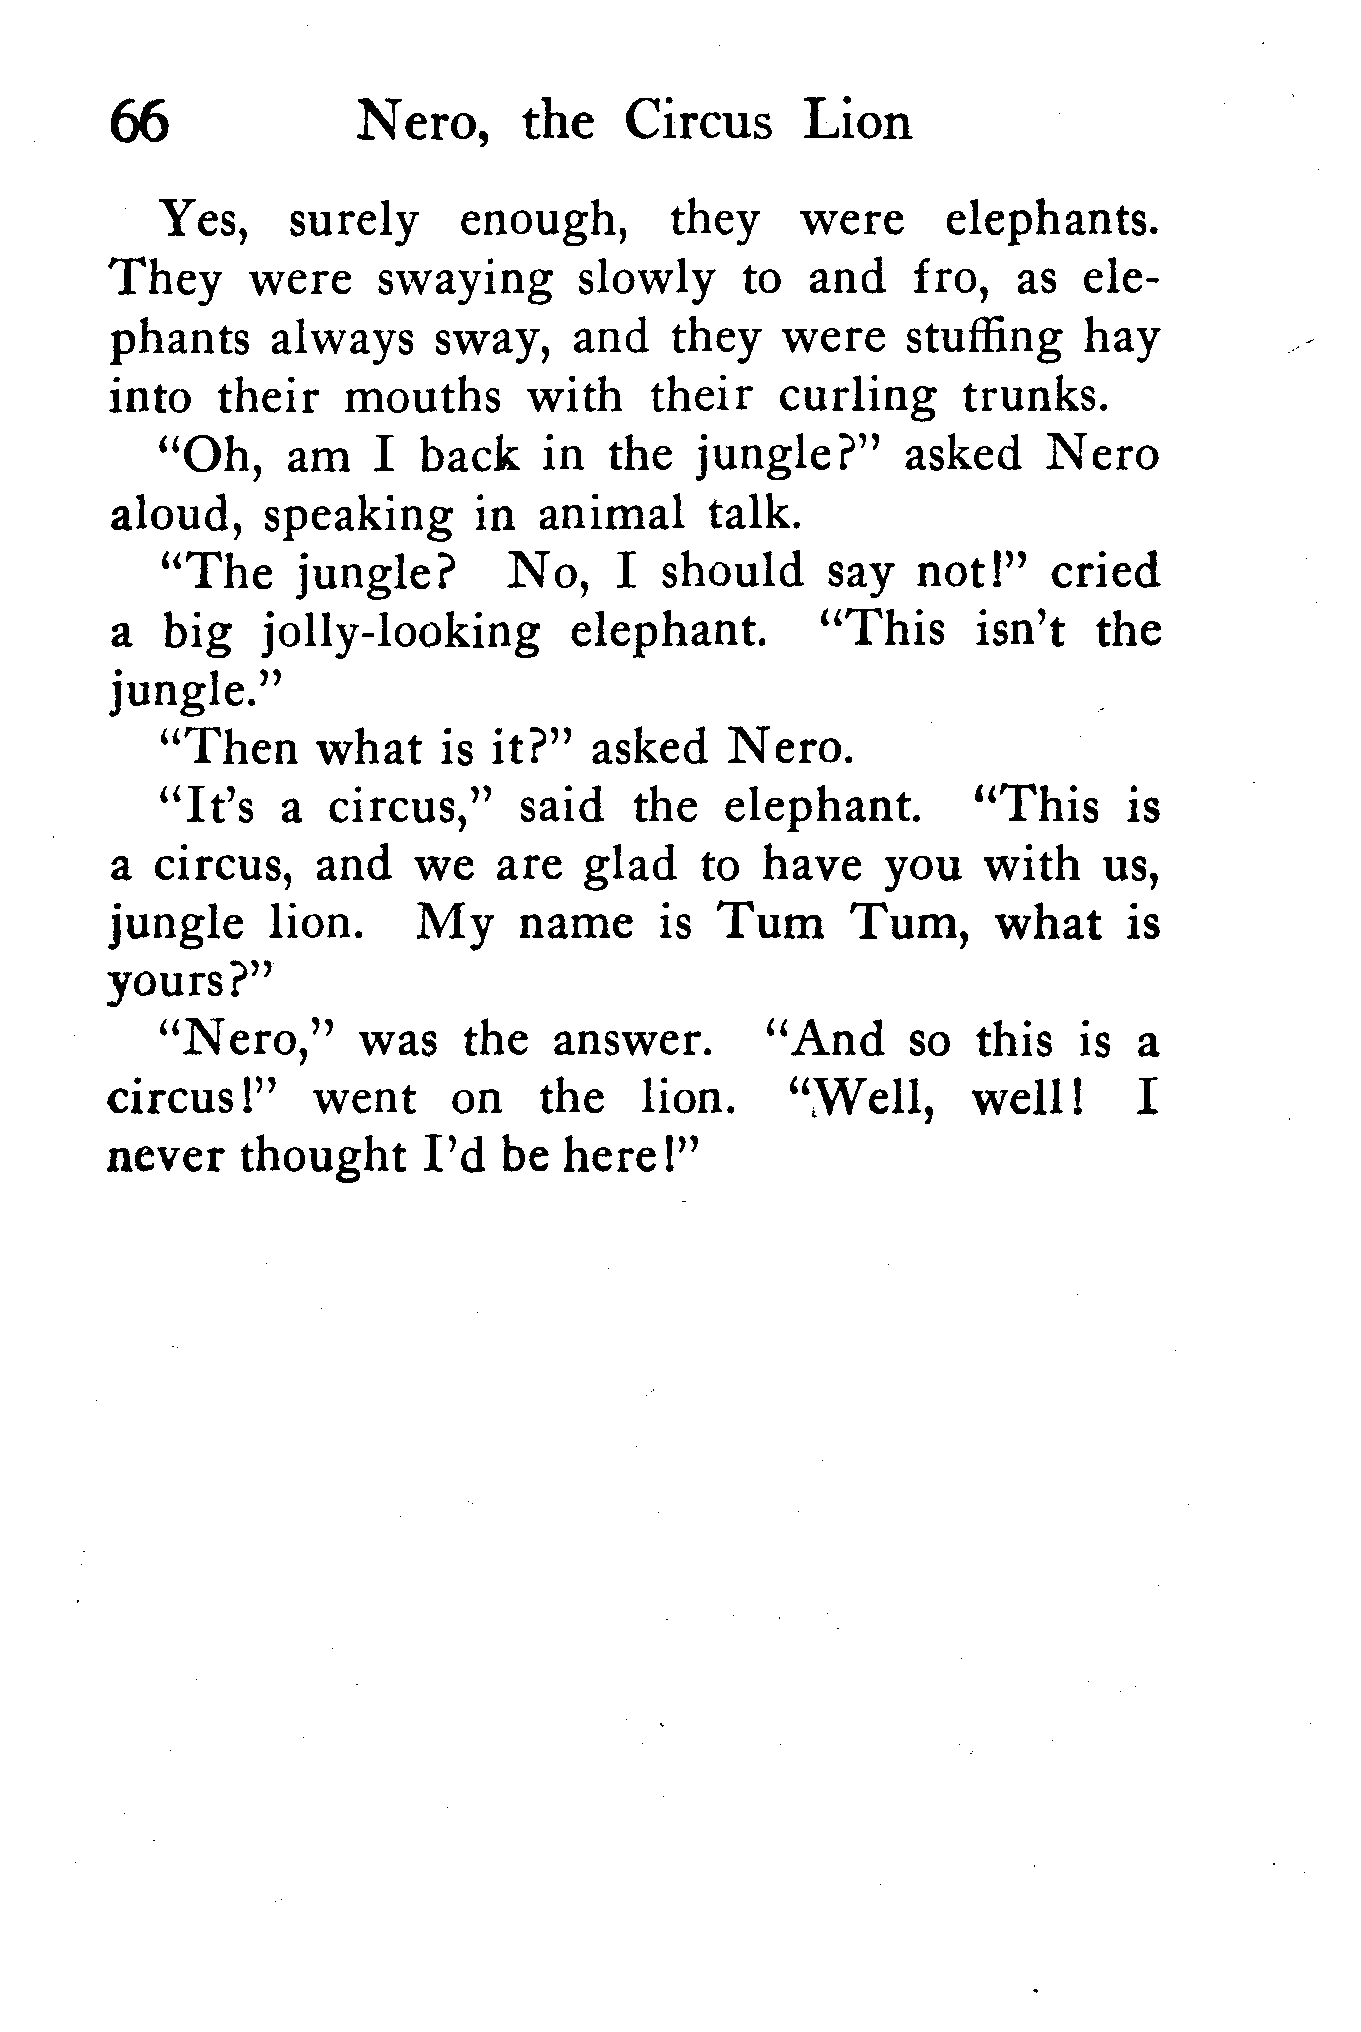 66 Nero, the Circus Lion
Yes, surely enough, they were elephants.
They were swaying slowly to and fro, as ele-
phants always sway, and they were stuffing hay
into their mouths with their curling trunks.
“Oh, am I back in the jungle?” asked Nero
aloud, speaking in animal talk.
“The jungle? No, I should say not!” cried
a big jolly-looking elephant. “This isn’t the
jungle.”
“Then what is it?” asked Nero.
“It’s a circus,” said the elephant. “This is
a circus, and we are glad to have you with us,
jungle lion. My name is Tum Tum, what is
yours?”
“Nero,” was the answer. “And so this is a
circus!” went on the lion. “Well, well! I
never thought I’d be here!”